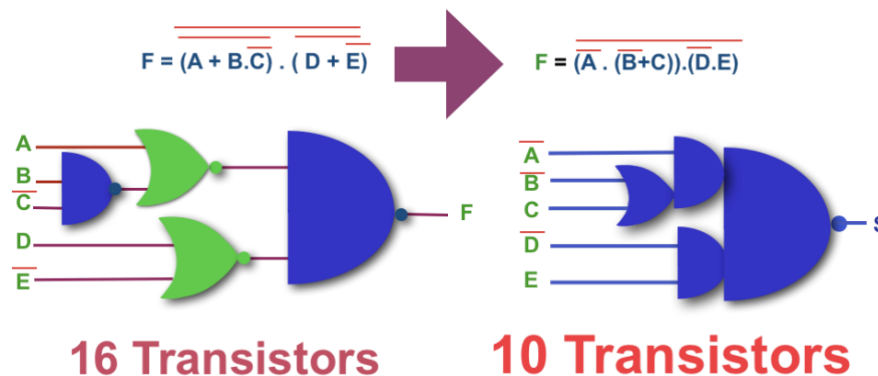 F = (A + B.C̅) . ( D + E̅)
F = (A̅ . (B̅+C)).(D̅.E)
A
B
C̅
D
E̅
F
A̅
B̅
C
D̅
E
16 Transistors
10 Transistors